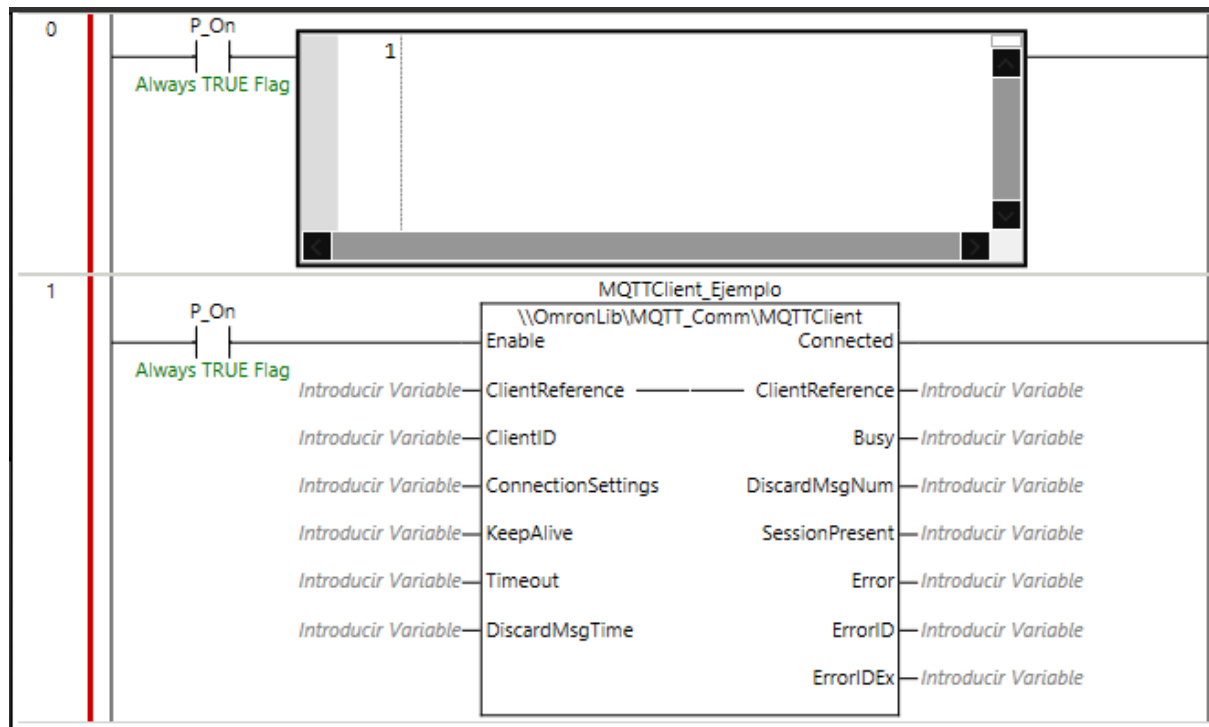 0
P_On
1
Always TRUE Flag
1
MQTTClient_Ejemplo
P_On
\\OmronLib\MQTT_Comm\MQTTClient
Enable Connected
Always TRUE Flag
Introducir Variable ClientReference ClientReference Introducir Variable
Introducir Variable ClientID Busy Introducir Variable
Introducir Variable ConnectionSettings DiscardMsgNum Introducir Variable
Introducir Variable KeepAlive SessionPresent Introducir Variable
Introducir Variable Timeout Error Introducir Variable
Introducir Variable DiscardMsgTime ErrorID Introducir Variable
ErrorIDEx Introducir Variable